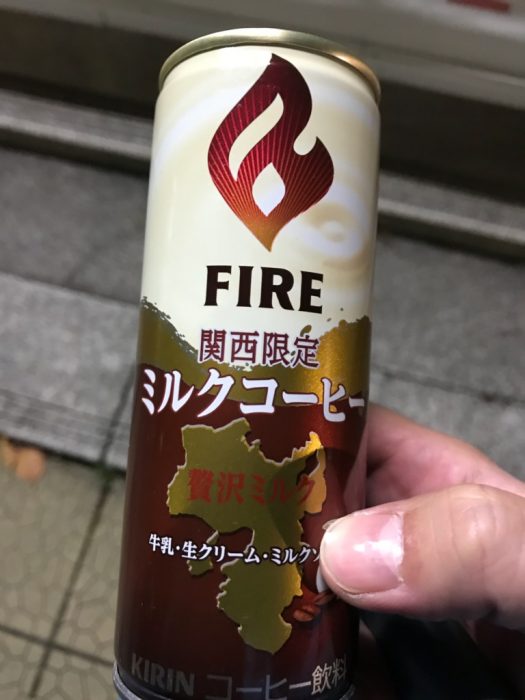 FIRE
関西限定
ミルクコーヒー
贅沢ミルク
牛乳・生クリーム・ミルク
KIRIN コーヒー飲料